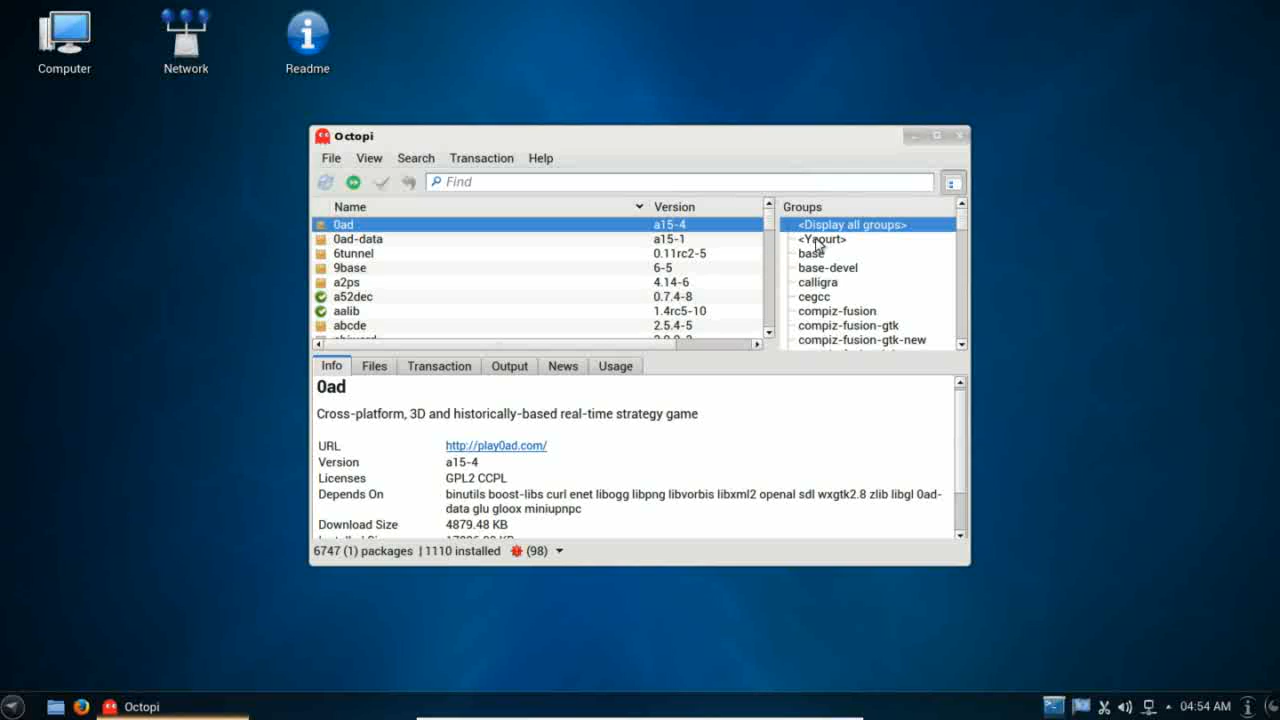 Computer
Network
Readme
Octopi
File View Search Transaction Help
Find
Name Version Groups
0ad a15-4 <Display all groups>
0ad-data a15-1 <Yaourt>
6tunnel 0.11rc2-5 base
9base 6-5 base-devel
a2ps 4.14-6 calligra
a52dec 0.7.4-8 cegcc
aalib 1.4rc5-10 compiz-fusion
abcde 2.5.4-5 compiz-fusion-gtk
compiz-fusion-gtk-new
Info Files Transaction Output News Usage
0ad
Cross-platform, 3D and historically-based real-time strategy game
URL http://play0ad.com/
Version a15-4
Licenses GPL2 CCPL
Depends On binutils boost-libs curl enet libogg libpng libvorbis libxml2 openal sdl wxgtk2.8 zlib libgl 0ad-
data glu gloox miniupnpc
Download Size 4879.48 KB
6747 (1) packages | 1110 installed (98)
Octopi
04:54 AM